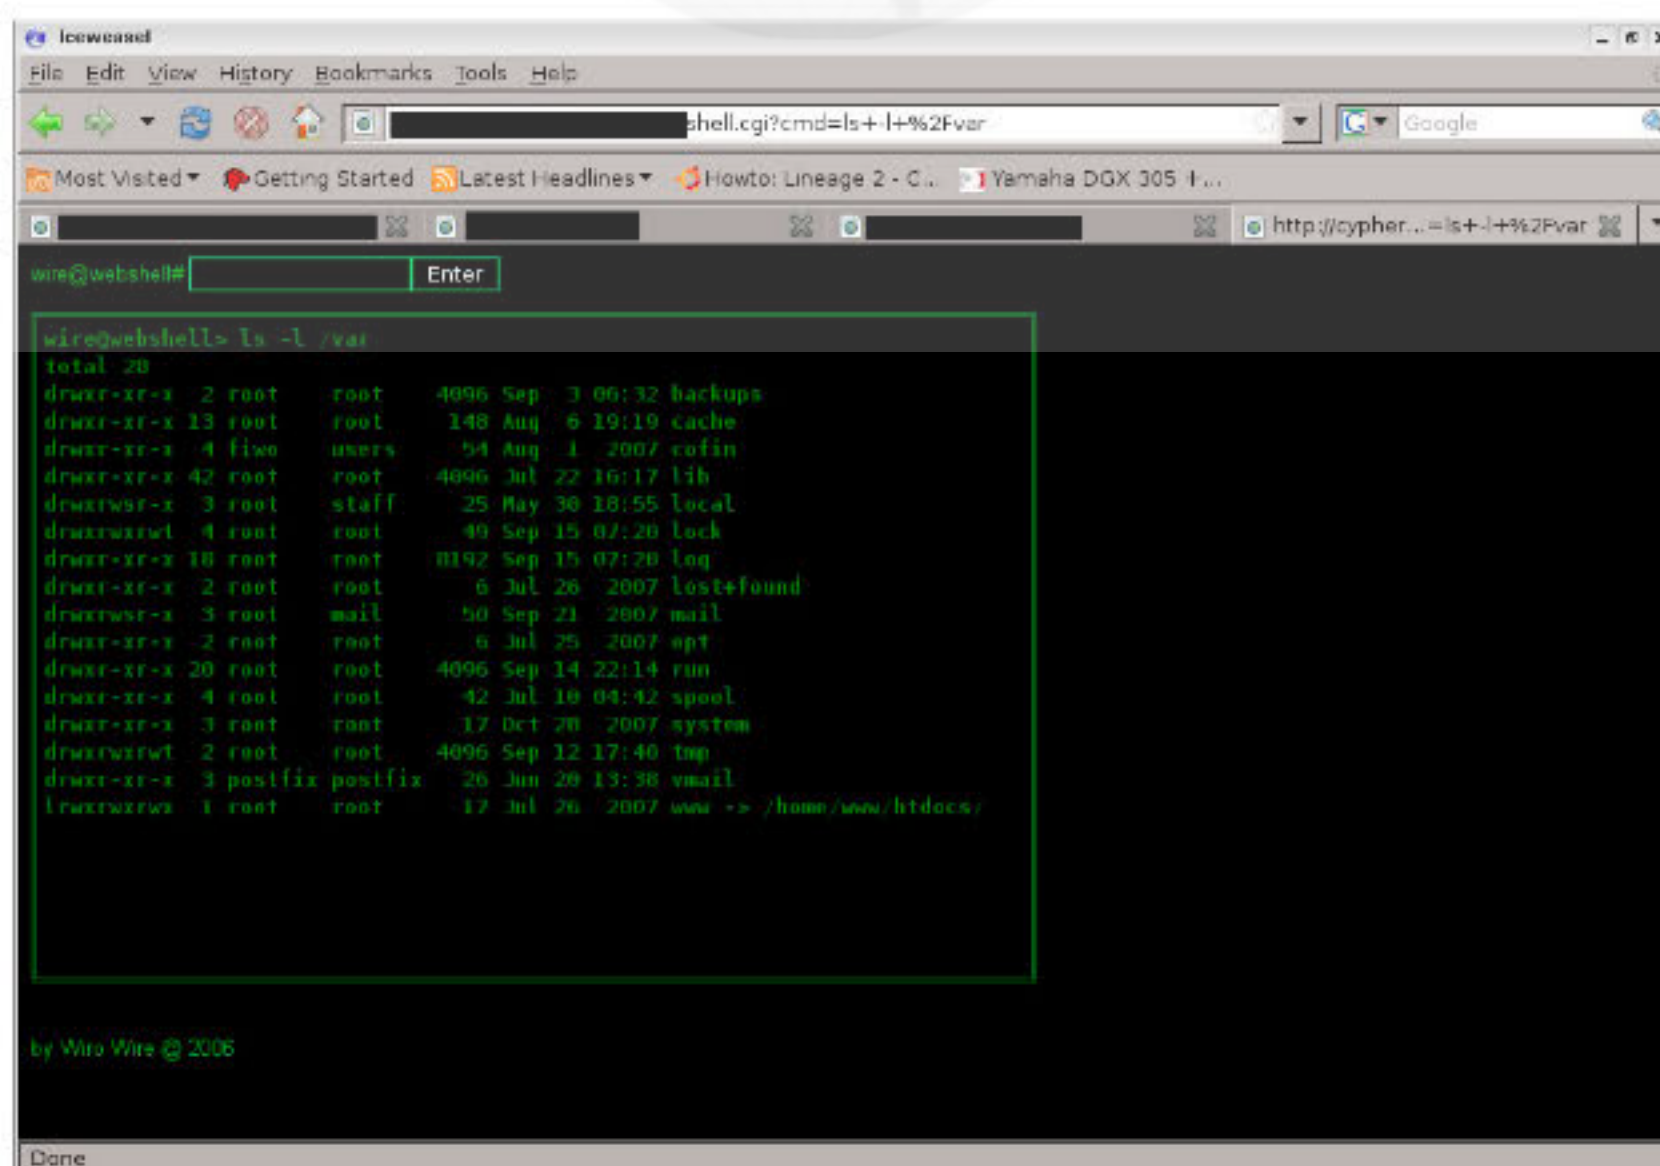 Iceweasel
File Edit View History Bookmarks Tools Help
shell.cgi?cmd=ls+-l+%2Fvar Google
Most Visited Getting Started Latest Headlines Howto: Lineage 2 - C... Yamaha DGX 305 +...
http://cypher...=ls+-l+%2Fvar
wire@webshell# Enter
wire@webshell> ls -l /var
total 28
drwxr-xr-x 2 root root 4096 Sep 3 06:32 backups
drwxr-xr-x 13 root root 148 Aug 6 19:19 cache
drwxr-xr-x 4 fiwo users 54 Aug 1 2007 cofin
drwxr-xr-x 42 root root 4096 Jul 22 16:17 lib
drwxrwsr-x 3 root staff 25 May 30 18:55 local
drwxrwxrwt 4 root root 49 Sep 15 07:20 lock
drwxr-xr-x 18 root root 8192 Sep 15 07:20 log
drwxr-xr-x 2 root root 6 Jul 26 2007 lost+found
drwxrwsr-x 3 root mail 50 Sep 21 2007 mail
drwxr-xr-x 2 root root 6 Jul 25 2007 opt
drwxr-xr-x 20 root root 4096 Sep 14 22:14 run
drwxr-xr-x 4 root root 42 Jul 10 04:42 spool
drwxr-xr-x 3 root root 17 Oct 28 2007 system
drwxrwxrwt 2 root root 4096 Sep 12 17:40 tmp
drwxr-xr-x 3 postfix postfix 26 Jun 20 13:38 vmail
lrwxrwxrwx 1 root root 17 Jul 26 2007 www -> /home/www/htdocs/
by Wiro Wire @ 2006
Done